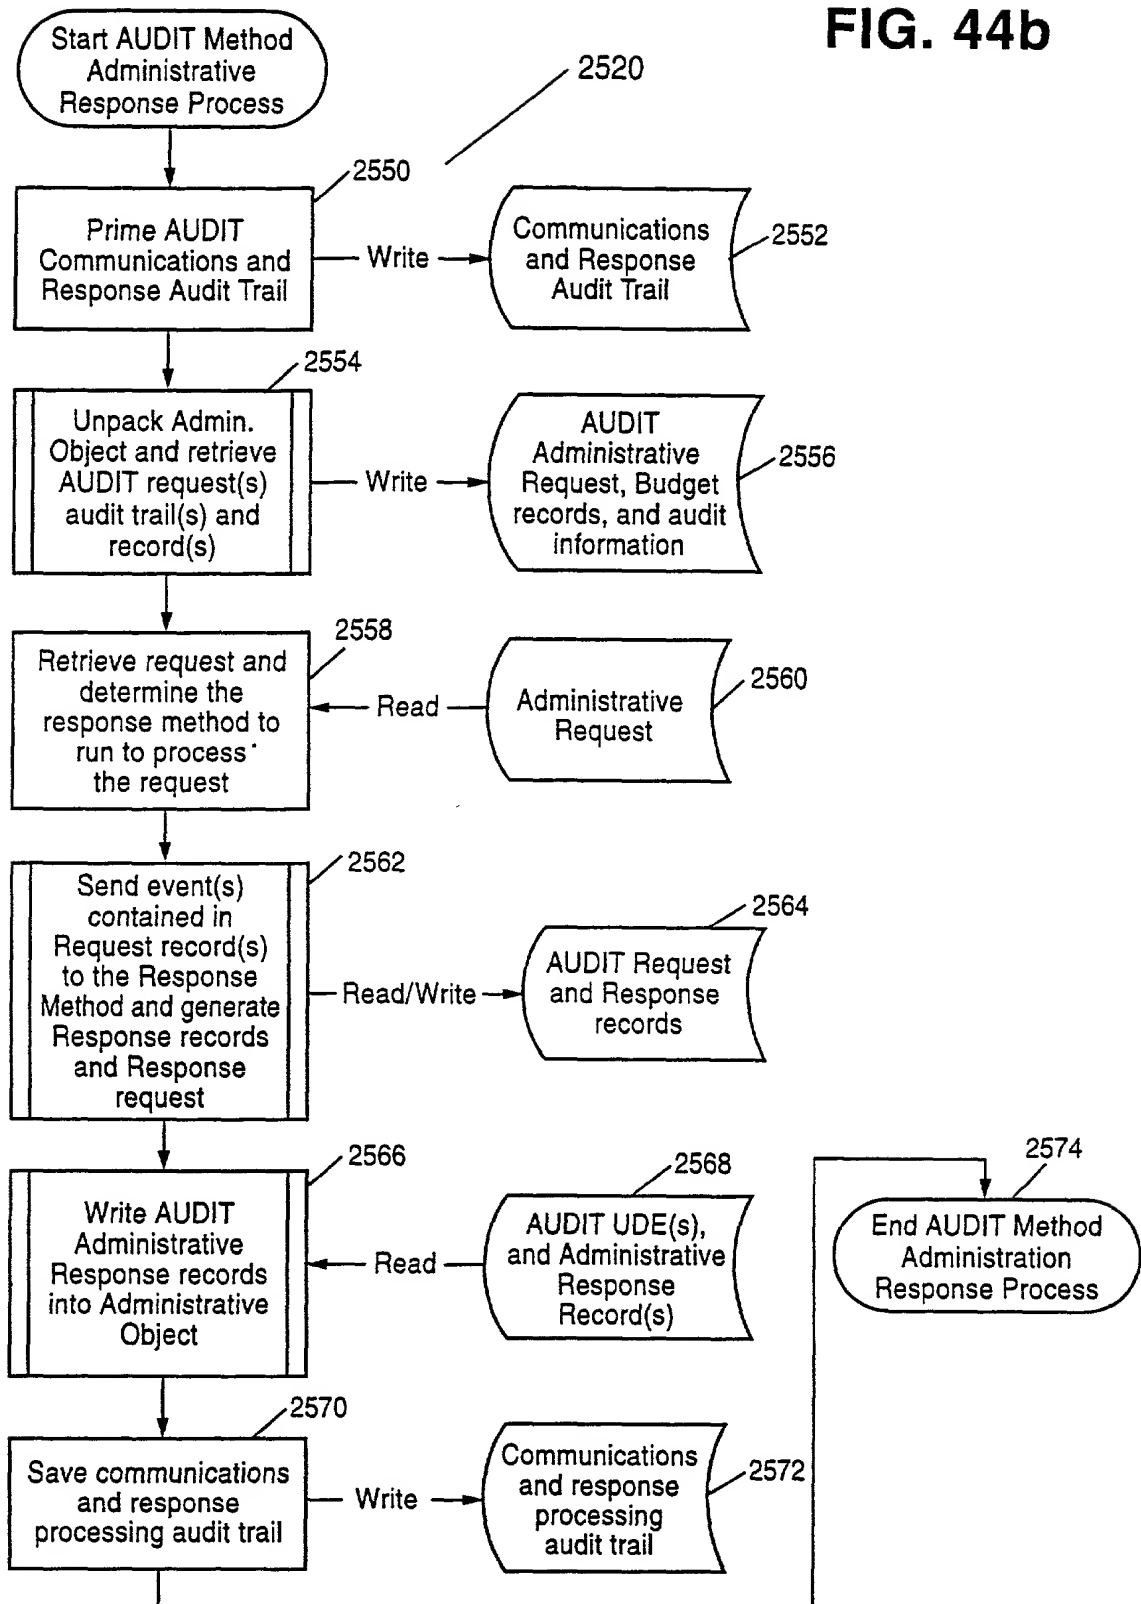 FIG. 44b
Start AUDIT Method
Administrative
Response Process
2520
2550
Prime AUDIT
Communications and
Response Audit Trail
Write
Communications
and Response
Audit Trail
2552
2554
Unpack Admin.
Object and retrieve
AUDIT request(s)
audit trail(s) and
record(s)
Write
AUDIT
Administrative
Request, Budget
records, and audit
information
2556
2558
Retrieve request and
determine the
response method to
run to process
the request
Read
Administrative
Request
2560
2562
Send event(s)
contained in
Request record(s)
to the Response
Method and generate
Response records
and Response
request
Read/Write
2564
AUDIT Request
and Response
records
2566
Write AUDIT
Administrative
Response records
into Administrative
Object
Read
2568
AUDIT UDE(s),
and Administrative
Response
Record(s)
2570
Save communications
and response
processing audit trail
Write
Communications
and response
processing
audit trail
2572
2574
End AUDIT Method
Administration
Response Process